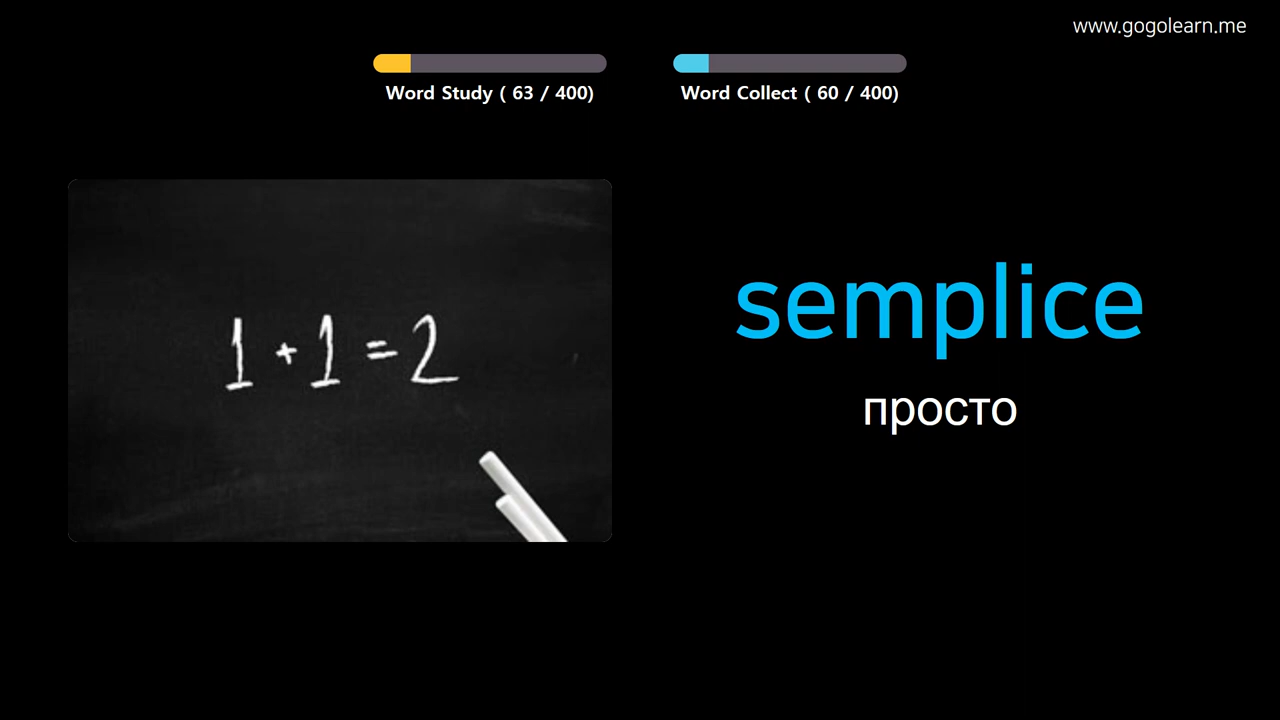 www.gogolearn.me
Word Study ( 63 / 400)
Word Collect ( 60 / 400)
1 + 1 = 2
semplice
просто